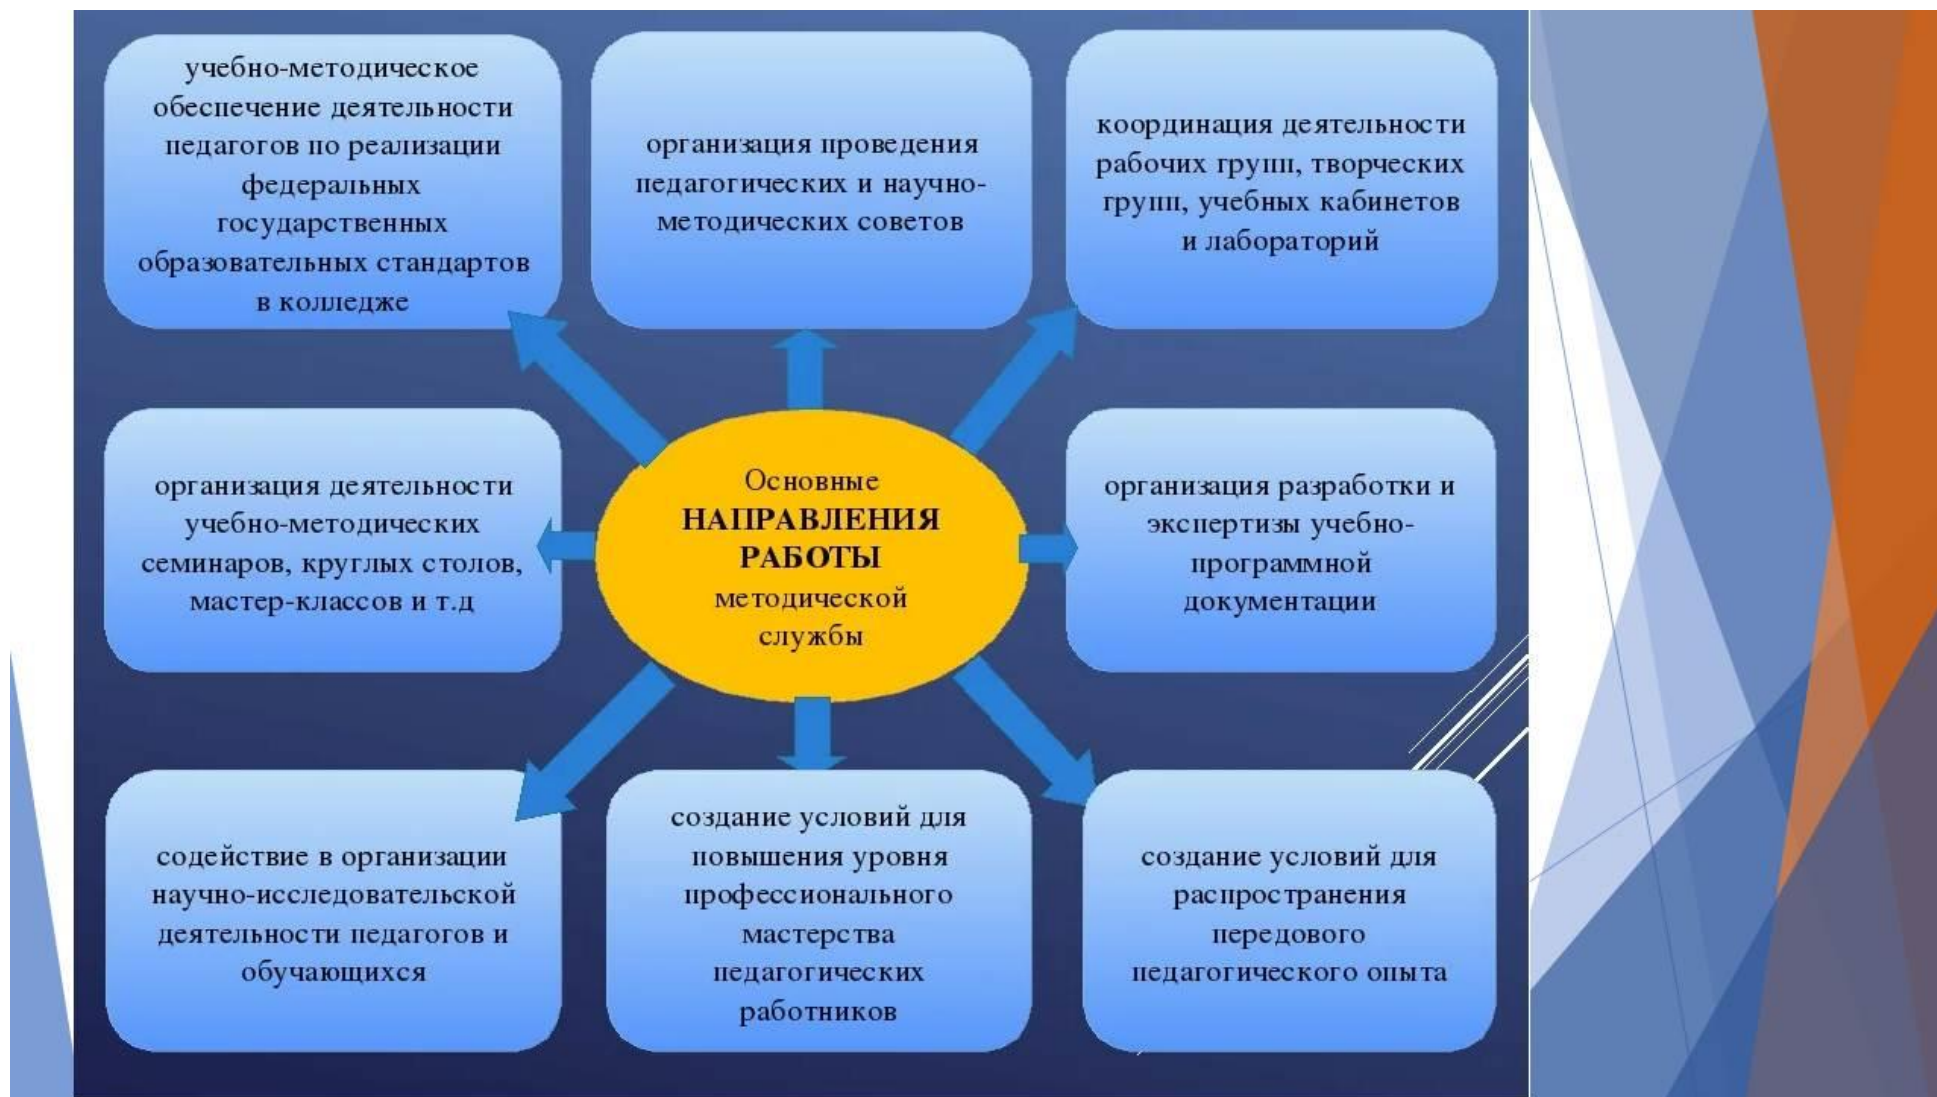 учебно-методическое
обеспечение деятельности
педагогов по реализации
федеральных
государственных
образовательных стандартов
в колледже
организация проведения
педагогических и научно-
методических советов
координация деятельности
рабочих групп, творческих
групп, учебных кабинетов
и лабораторий
организация деятельности
учебно-методических
семинаров, круглых столов,
мастер-классов и т.д
Основные
НАПРАВЛЕНИЯ
РАБОТЫ
методической
службы
организация разработки и
экспертизы учебно-
программной
документации
содействие в организации
научно-исследовательской
деятельности педагогов и
обучающихся
создание условий для
повышения уровня
профессионального
мастерства
педагогических
работников
создание условий для
распространения
передового
педагогического опыта